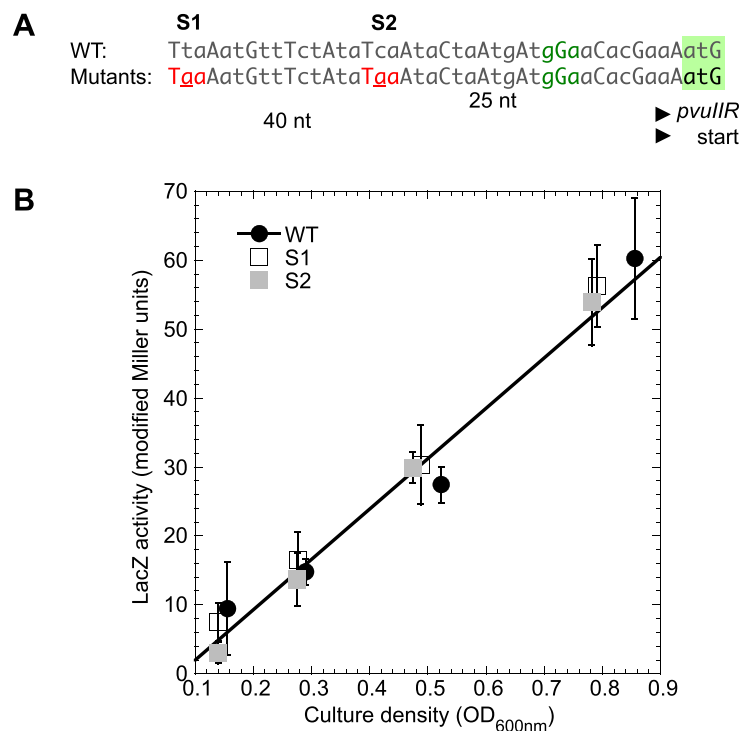 A
S1 S2
WT: TtaAatGttTctAtaTcaAtaCtaAtgAtgGaaCacGaaAatG
Mutants: TaaAatGttTctAtaTaaAtaCtaAtgAtgGaaCacGaaAatG
25 nt
40 nt
▶ pvuIIR
▶ start
B
70
60
50
40
30
20
10
0
LacZ activity (modified Miller units)
WT
S1
S2
0.1 0.2 0.3 0.4 0.5 0.6 0.7 0.8 0.9
Culture density (OD600nm)